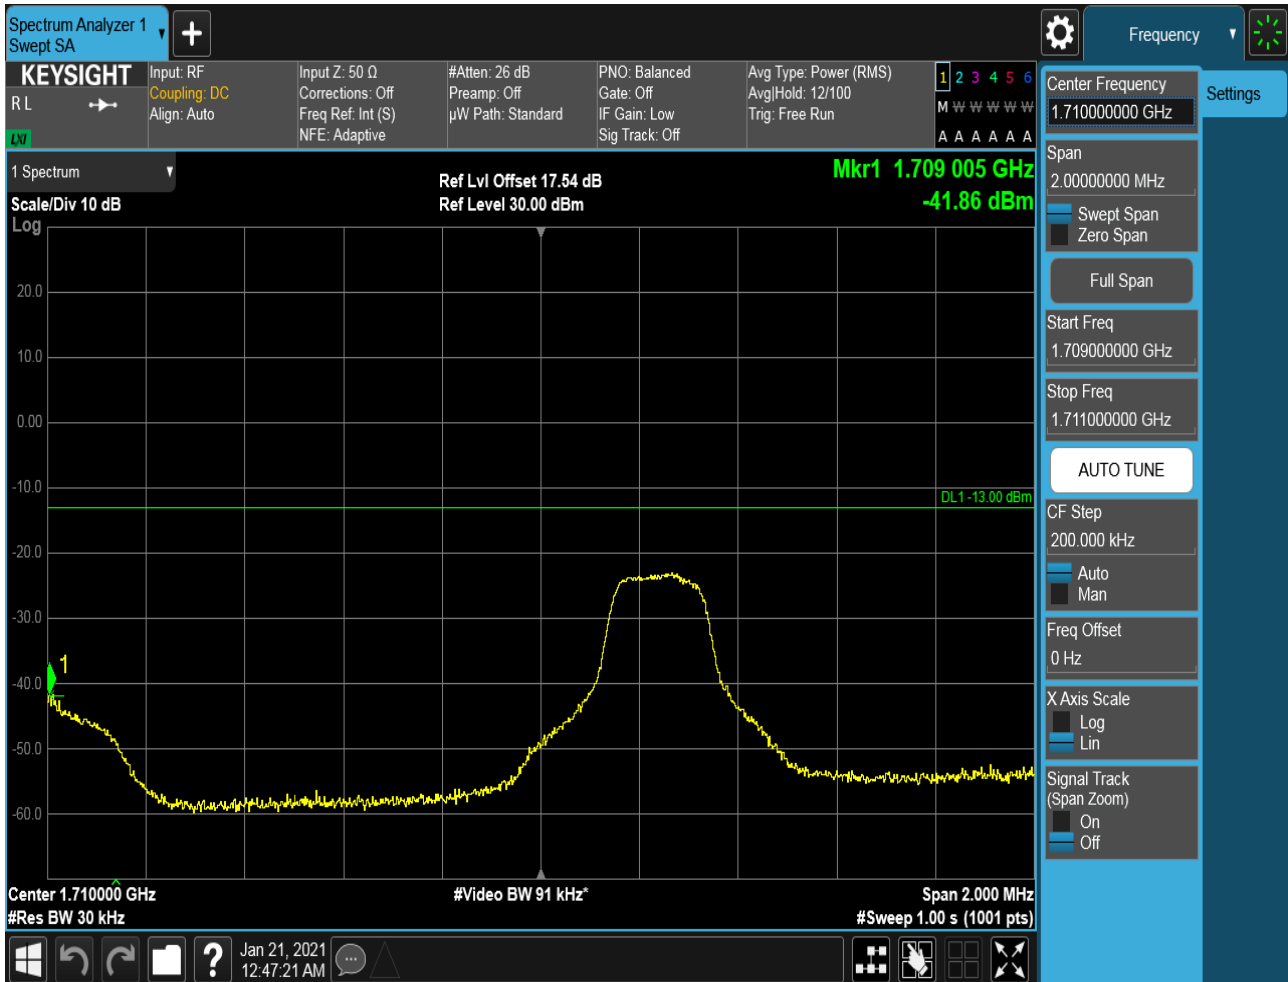 Spectrum Analyzer 1
Swept SA
Frequency
KEYSIGHT
R L
LXI
Input: RF
Coupling: DC
Align: Auto
Input Z: 50 Ω
Corrections: Off
Freq Ref: Int (S)
NFE: Adaptive
#Atten: 26 dB
Preamp: Off
µW Path: Standard
PNO: Balanced
Gate: Off
IF Gain: Low
Sig Track: Off
Avg Type: Power (RMS)
Avg|Hold: 12/100
Trig: Free Run
1 2 3 4 5 6
M W W W W W
A A A A A A
1 Spectrum
Scale/Div 10 dB
Log
Ref Lvl Offset 17.54 dB
Ref Level 30.00 dBm
Mkr1 1.709 005 GHz
-41.86 dBm
20.0
10.0
0.00
-10.0
DL1 -13.00 dBm
-20.0
-30.0
1
-40.0
-50.0
-60.0
Center 1.710000 GHz
#Res BW 30 kHz
#Video BW 91 kHz*
Span 2.000 MHz
#Sweep 1.00 s (1001 pts)
Center Frequency
1.710000000 GHz
Settings
Span
2.00000000 MHz
Swept Span
Zero Span
Full Span
Start Freq
1.709000000 GHz
Stop Freq
1.711000000 GHz
AUTO TUNE
CF Step
200.000 kHz
Auto
Man
Freq Offset
0 Hz
X Axis Scale
Log
Lin
Signal Track
(Span Zoom)
On
Off
?
Jan 21, 2021
12:47:21 AM